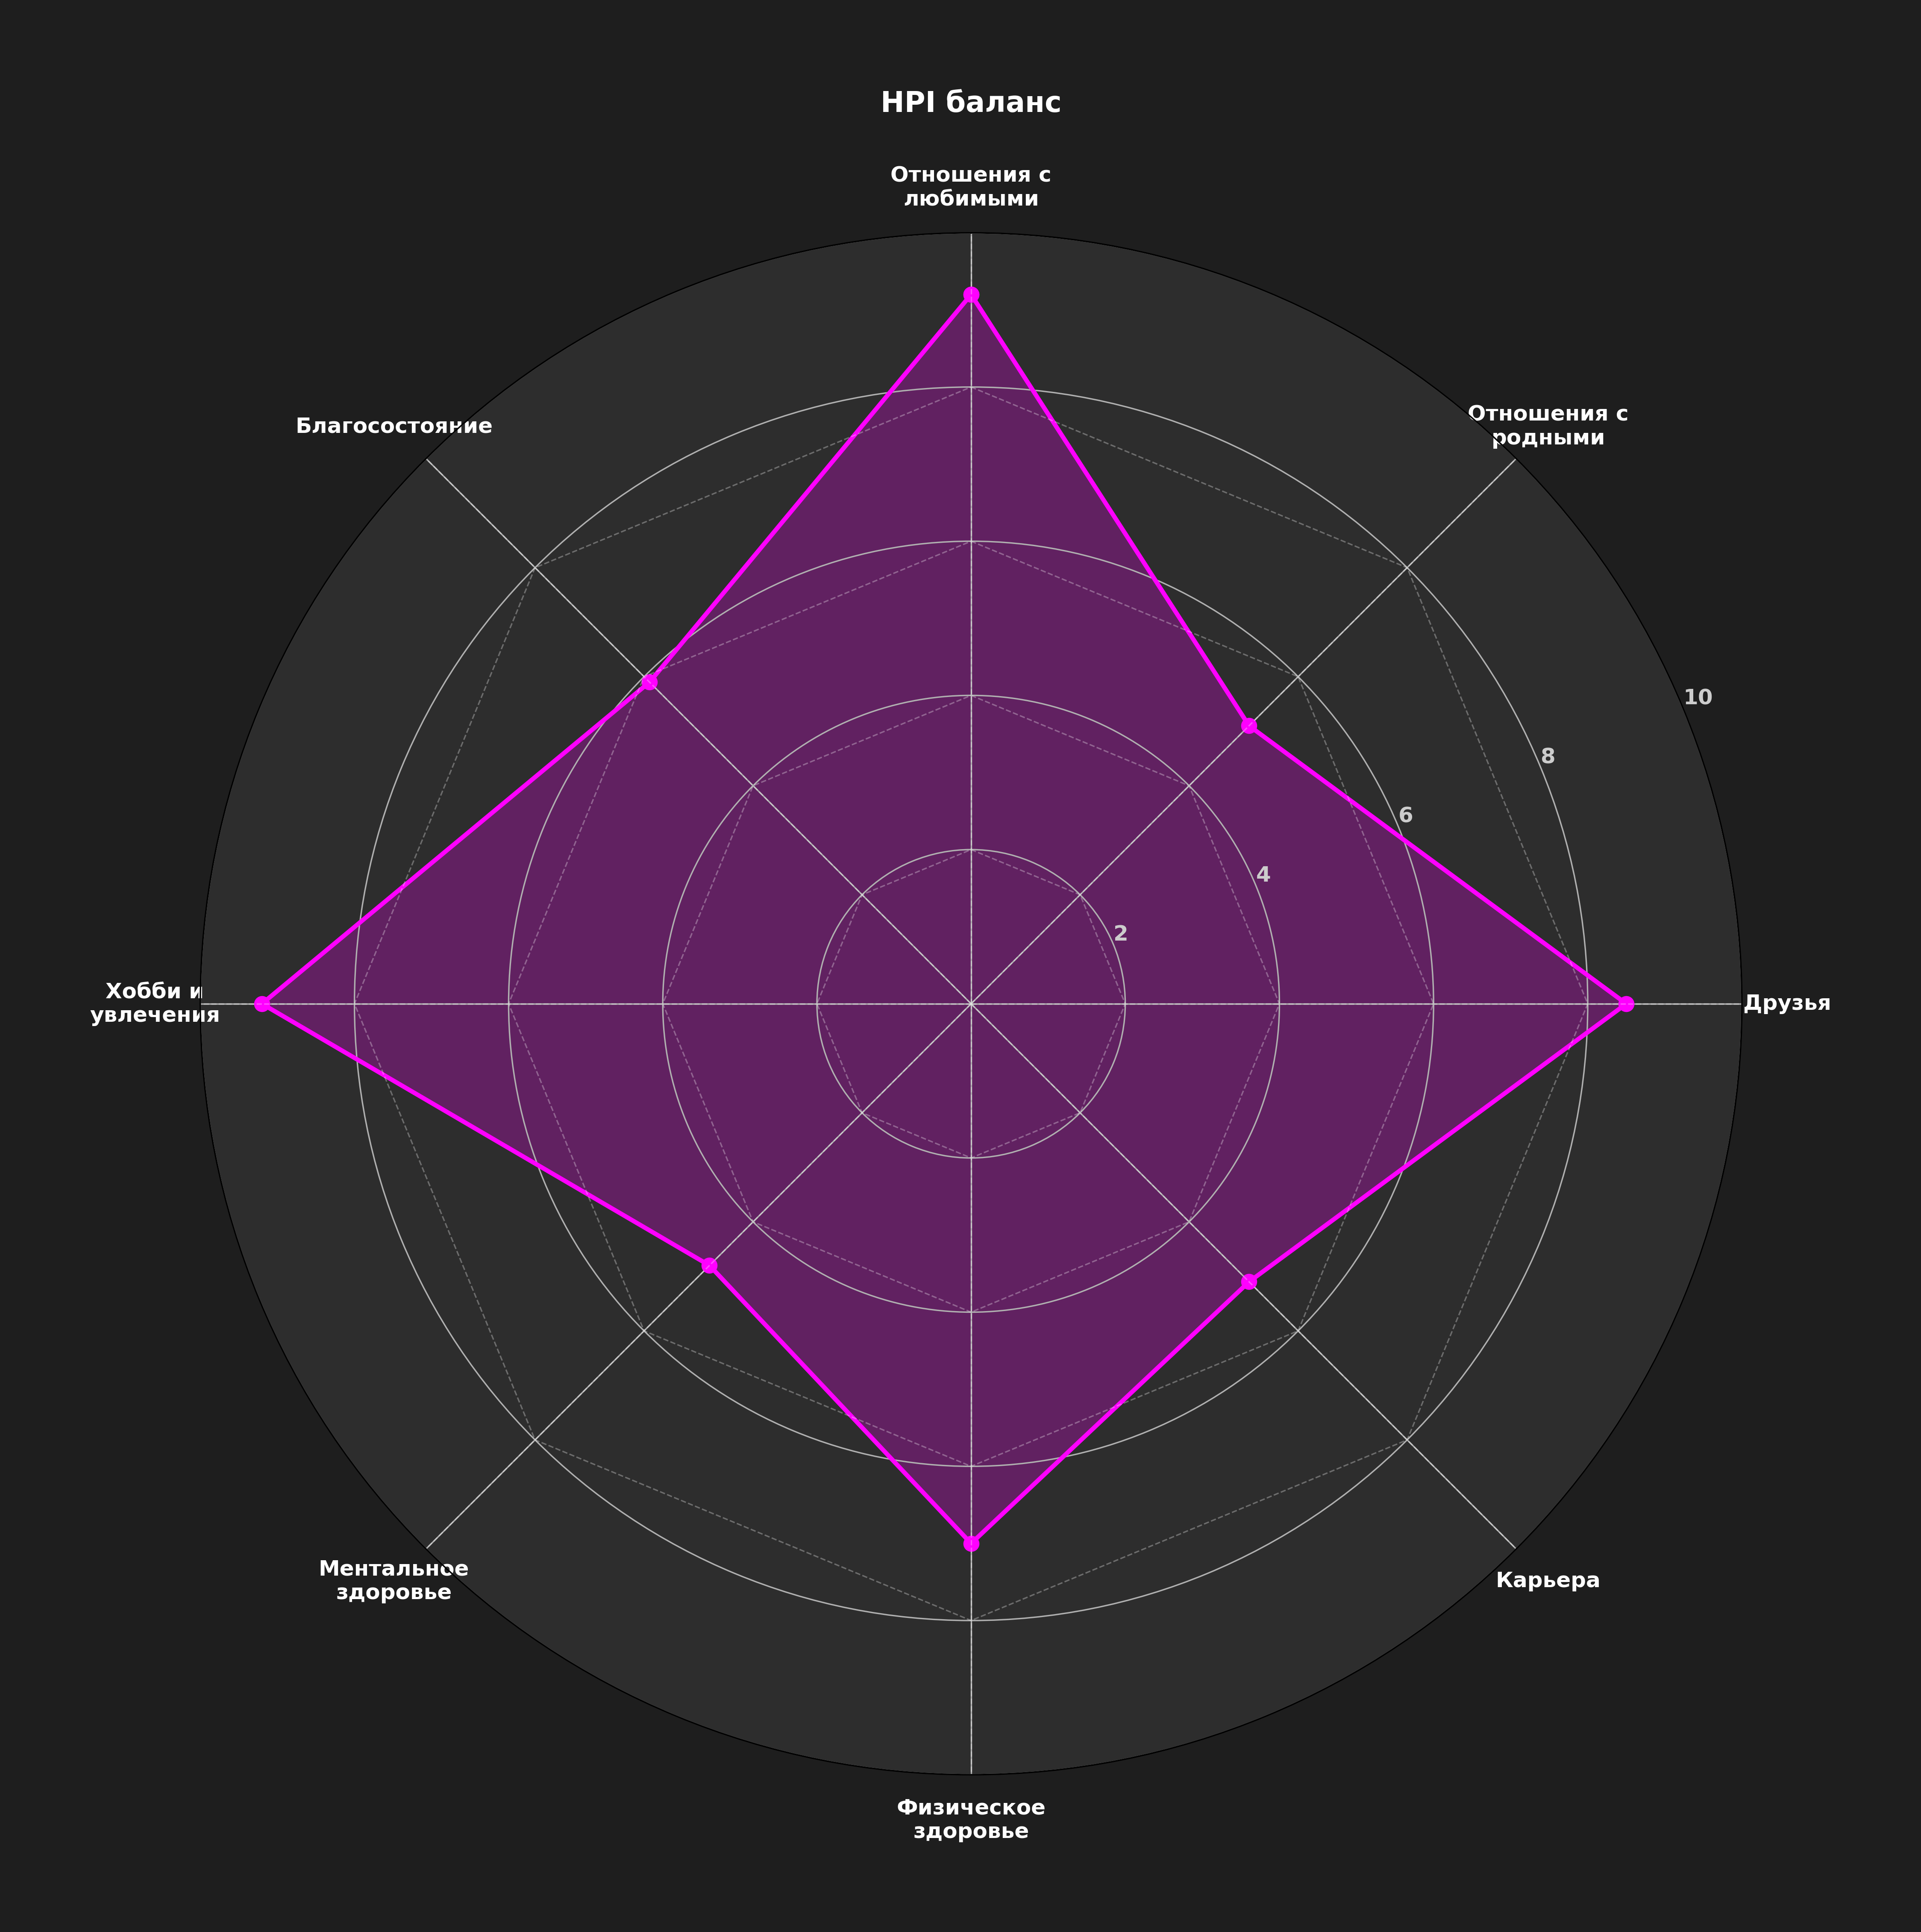 HPI баланс
Отношения с
любимыми
Благосостояние
Отношения с
родными
10
8
6
4
2
Хобби и
увлечения
Друзья
Ментальное
здоровье
Карьера
Физическое
здоровье